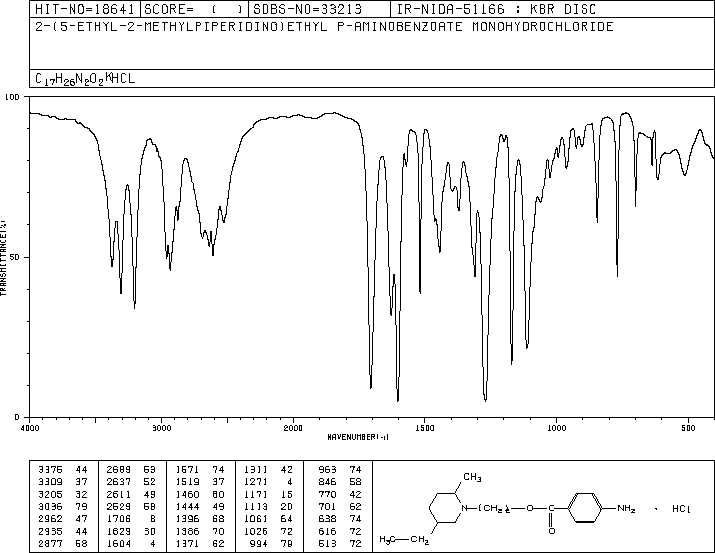 HIT-NO=18641 SCORE= ( ) SDBS-NO=33213 IR-NIDA-51166 : KBR DISC
2-(5-ETHYL-2-METHYLPIPERIDINO)ETHYL P-AMINOBENZOATE MONOHYDROCHLORIDE
C17H26N2O2*HCL
100
TRANSMITTANCE(%)
50
0
4000 3000 2000 1500 1000 500
WAVENUMBER(-1)
3376 44 2689 53 1571 74 1311 42 963 74
3309 37 2637 52 1519 37 1271 4 846 58
3205 32 2611 49 1460 60 1171 15 770 42
3036 79 2529 58 1444 49 1113 20 701 62
2962 47 1706 8 1396 68 1061 64 638 74
2935 44 1629 30 1386 70 1026 72 616 72
2877 58 1604 4 1371 62 994 79 513 72
CH3
N (CH2)2 O C NH2 · HCl
O
H3C CH2